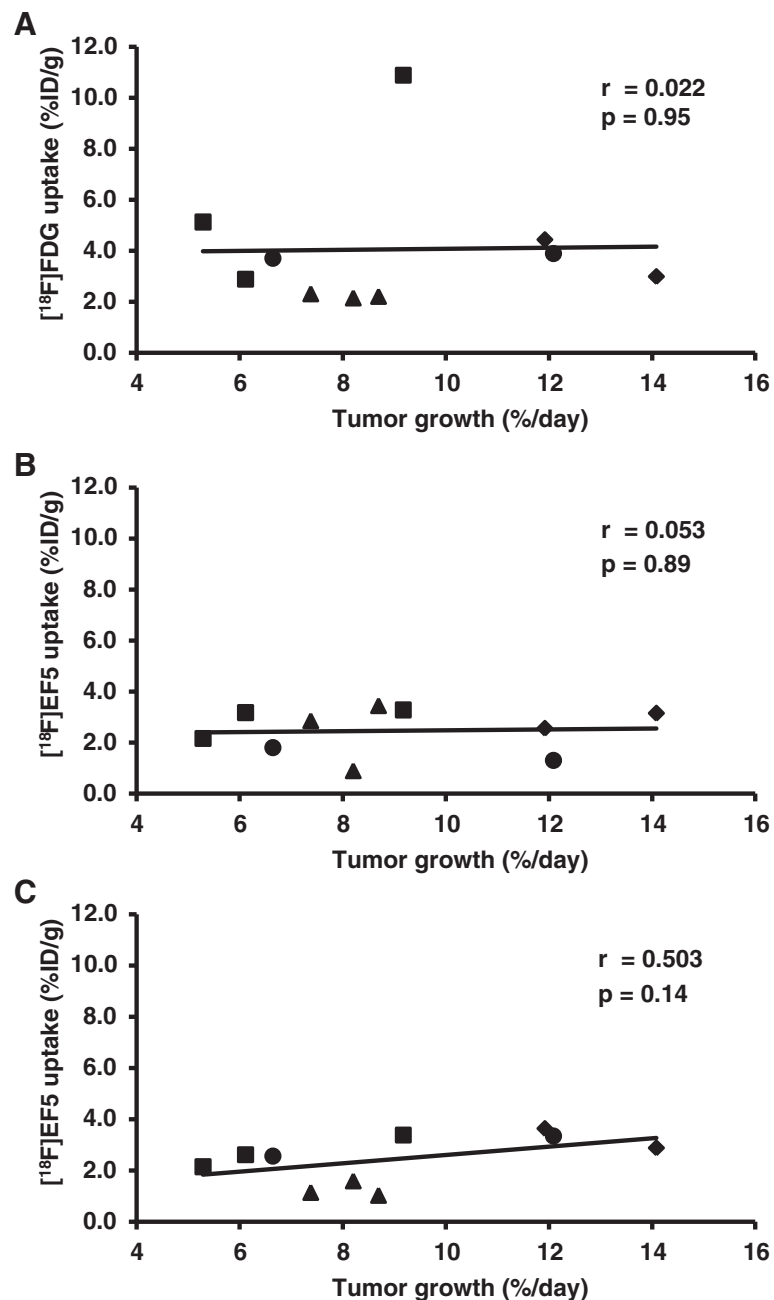 A
12.0
10.0
8.0
6.0
4.0
2.0
0.0
[¹⁸F]FDG uptake (%ID/g)
r = 0.022
p = 0.95
4 6 8 10 12 14 16
Tumor growth (%/day)
B
12.0
10.0
8.0
6.0
4.0
2.0
0.0
[¹⁸F]EF5 uptake (%ID/g)
r = 0.053
p = 0.89
4 6 8 10 12 14 16
Tumor growth (%/day)
C
12.0
10.0
8.0
6.0
4.0
2.0
0.0
[¹⁸F]EF5 uptake (%ID/g)
r = 0.503
p = 0.14
4 6 8 10 12 14 16
Tumor growth (%/day)